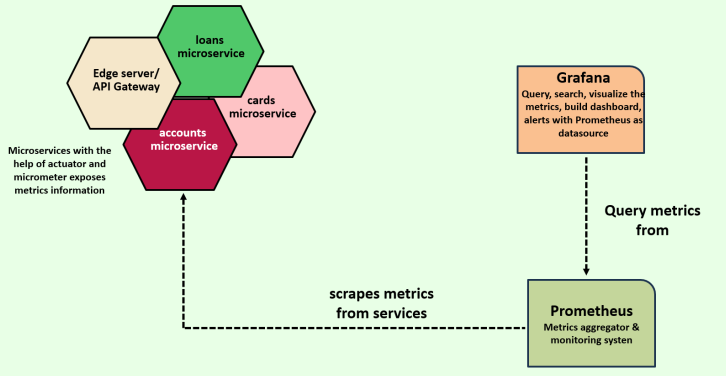 loans
microservice
Edge server/
API Gateway
cards
microservice
accounts
microservice
Microservices with the
help of actuator and
micrometer exposes
metrics information
Grafana
Query, search, visualize the
metrics, build dashboard,
alerts with Prometheus as
datasource
Query metrics
from
scrapes metrics
from services
Prometheus
Metrics aggregator &
monitoring systen